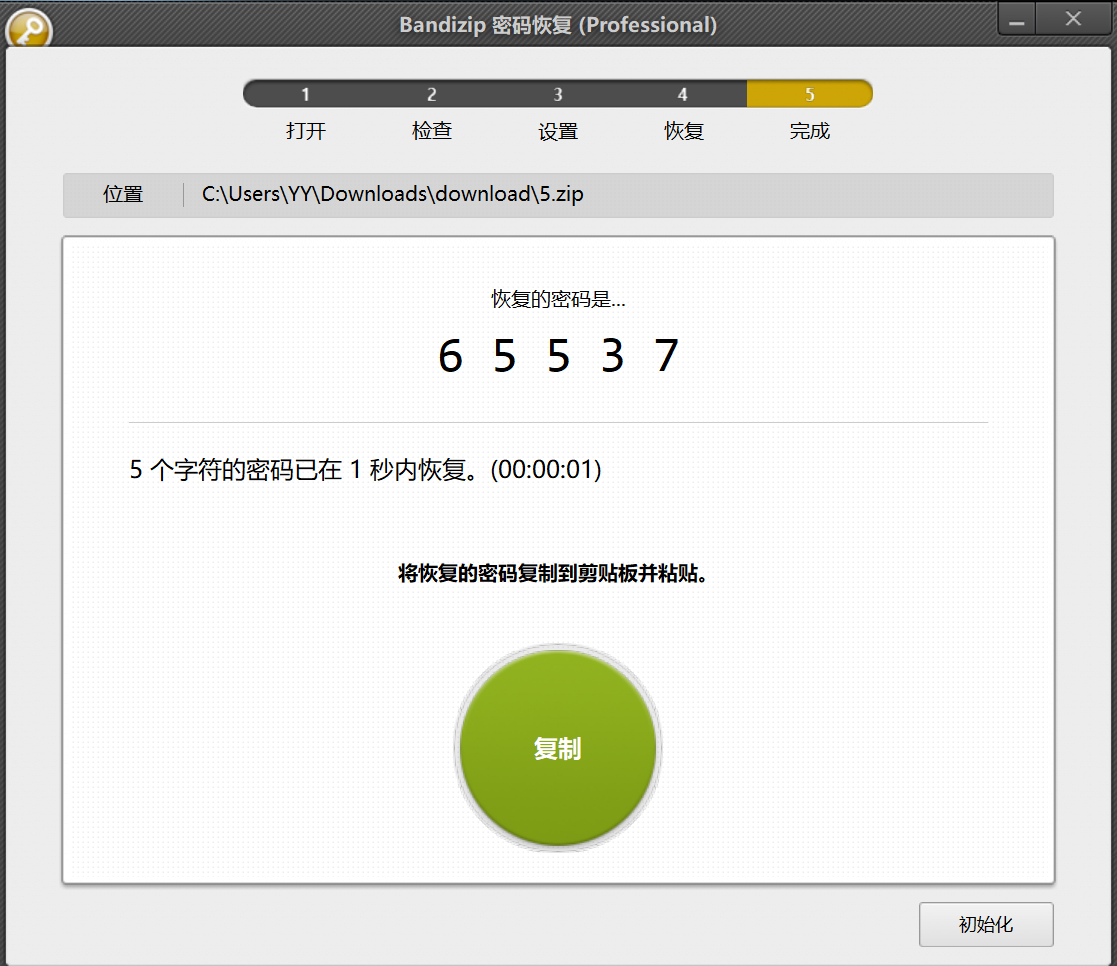 Bandizip 密码恢复 (Professional)
1 2 3 4 5
打开 检查 设置 恢复 完成
位置 C:\Users\YY\Downloads\download\5.zip
恢复的密码是...
6 5 5 3 7
5 个字符的密码已在 1 秒内恢复。(00:00:01)
将恢复的密码复制到剪贴板并粘贴。
复制
初始化